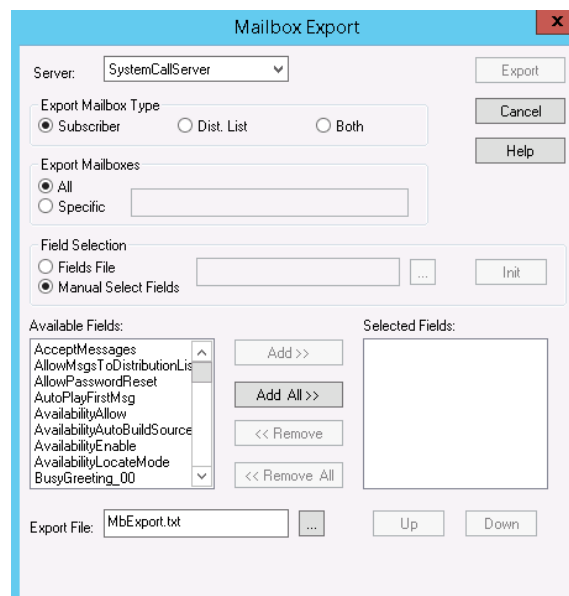 Mailbox Export
x
Server:
SystemCallServer
Export
Export Mailbox Type
Subscriber
Dist. List
Both
Cancel
Help
Export Mailboxes
All
Specific
Field Selection
Fields File
...
Init
Manual Select Fields
Available Fields:
Selected Fields:
AcceptMessages
AllowMsgsToDistributionLis
AllowPasswordReset
AutoPlayFirstMsg
AvailabilityAllow
AvailabilityAutoBuildSource
AvailabilityEnable
AvailabilityLocateMode
BusyGreeting_00
Add >>
Add All >>
<< Remove
<< Remove All
Export File:
MbExport.txt
...
Up
Down